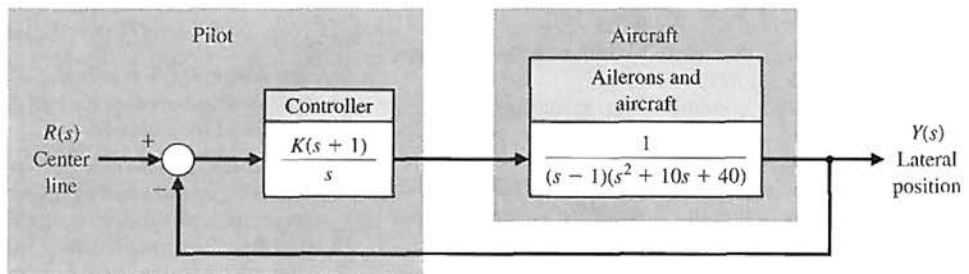 Pilot
Aircraft
Controller
K(s + 1)
s
Ailerons and
aircraft
1
(s − 1)(s² + 10s + 40)
R(s)
Center
line
+
−
Y(s)
Lateral
position